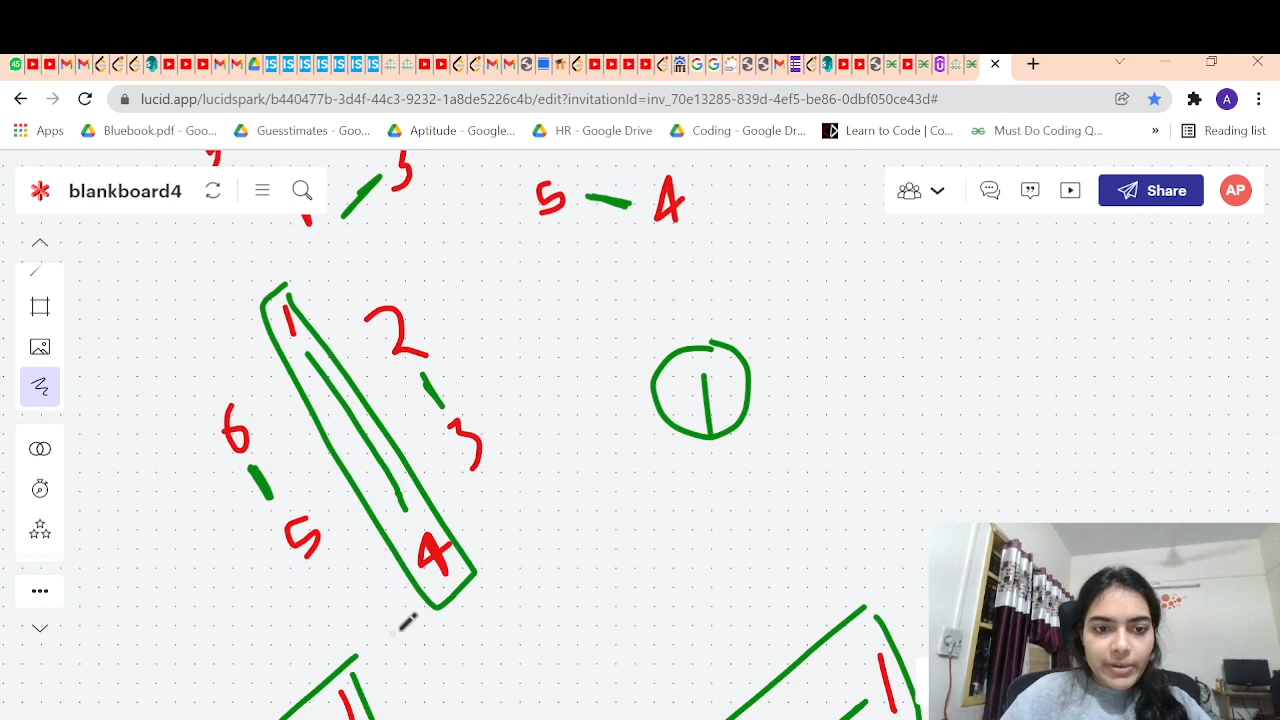 45
lucid.app/lucidspark/b440477b-3d4f-44c3-9232-1a8de5226c4b/edit?invitationId=inv_70e13285-839d-4ef5-be86-0dbf050ce43d#
A
Apps
Bluebook.pdf - Goo...
Guesstimates - Goo...
Aptitude - Google...
HR - Google Drive
Coding - Google Dr...
Learn to Code | Co...
Must Do Coding Q...
»
Reading list
blankboard4
Share
AP
3
5 4
1 2
1
6 3
5 4
1 1